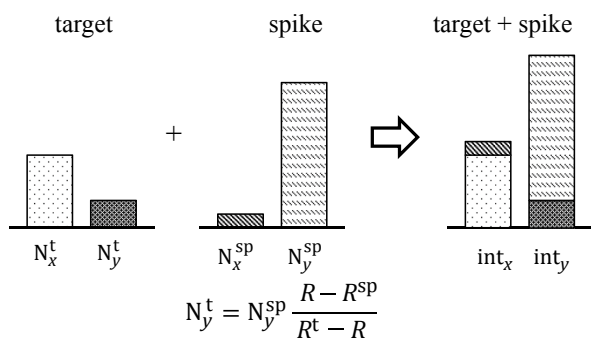 target spike target + spike
+
N_x^t N_y^t N_x^sp N_y^sp int_x int_y
N_y^t = N_y^sp (R − R^sp) / (R^t − R)